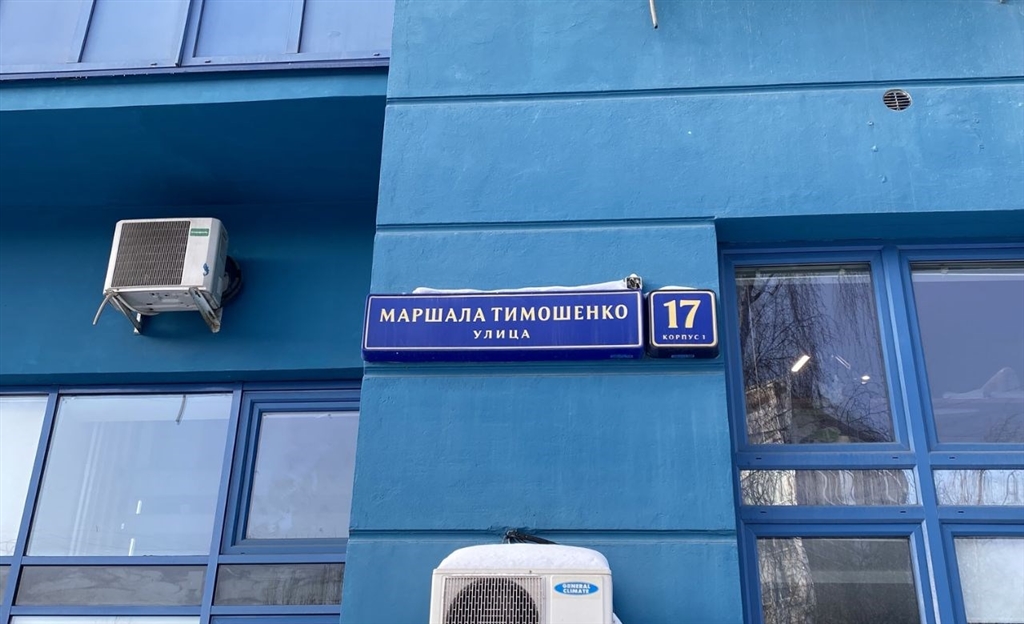 МАРШАЛА ТИМОШЕНКО
УЛИЦА
17
КОРПУС 1
GENERAL
CLIMATE